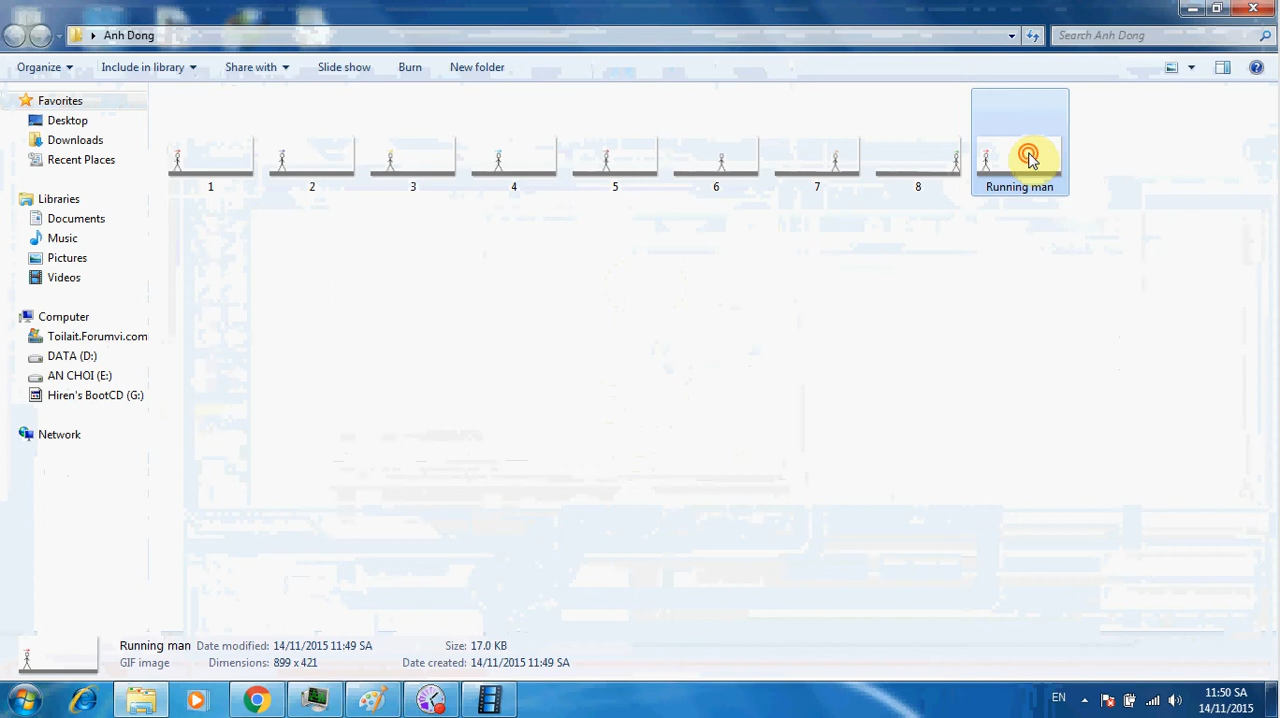 Anh Dong
Search Anh Dong
Organize
Include in library
Share with
Slide show
Burn
New folder
Favorites
Desktop
Downloads
Recent Places
Libraries
Documents
Music
Pictures
Videos
Computer
Toilait.Forumvi.com
DATA (D:)
AN CHOI (E:)
Hiren's BootCD (G:)
Network
1
2
3
4
5
6
7
8
Running man
Running man Date modified: 14/11/2015 11:49 SA Size: 17.0 KB
GIF image Dimensions: 899 x 421 Date created: 14/11/2015 11:49 SA
EN
11:50 SA
14/11/2015